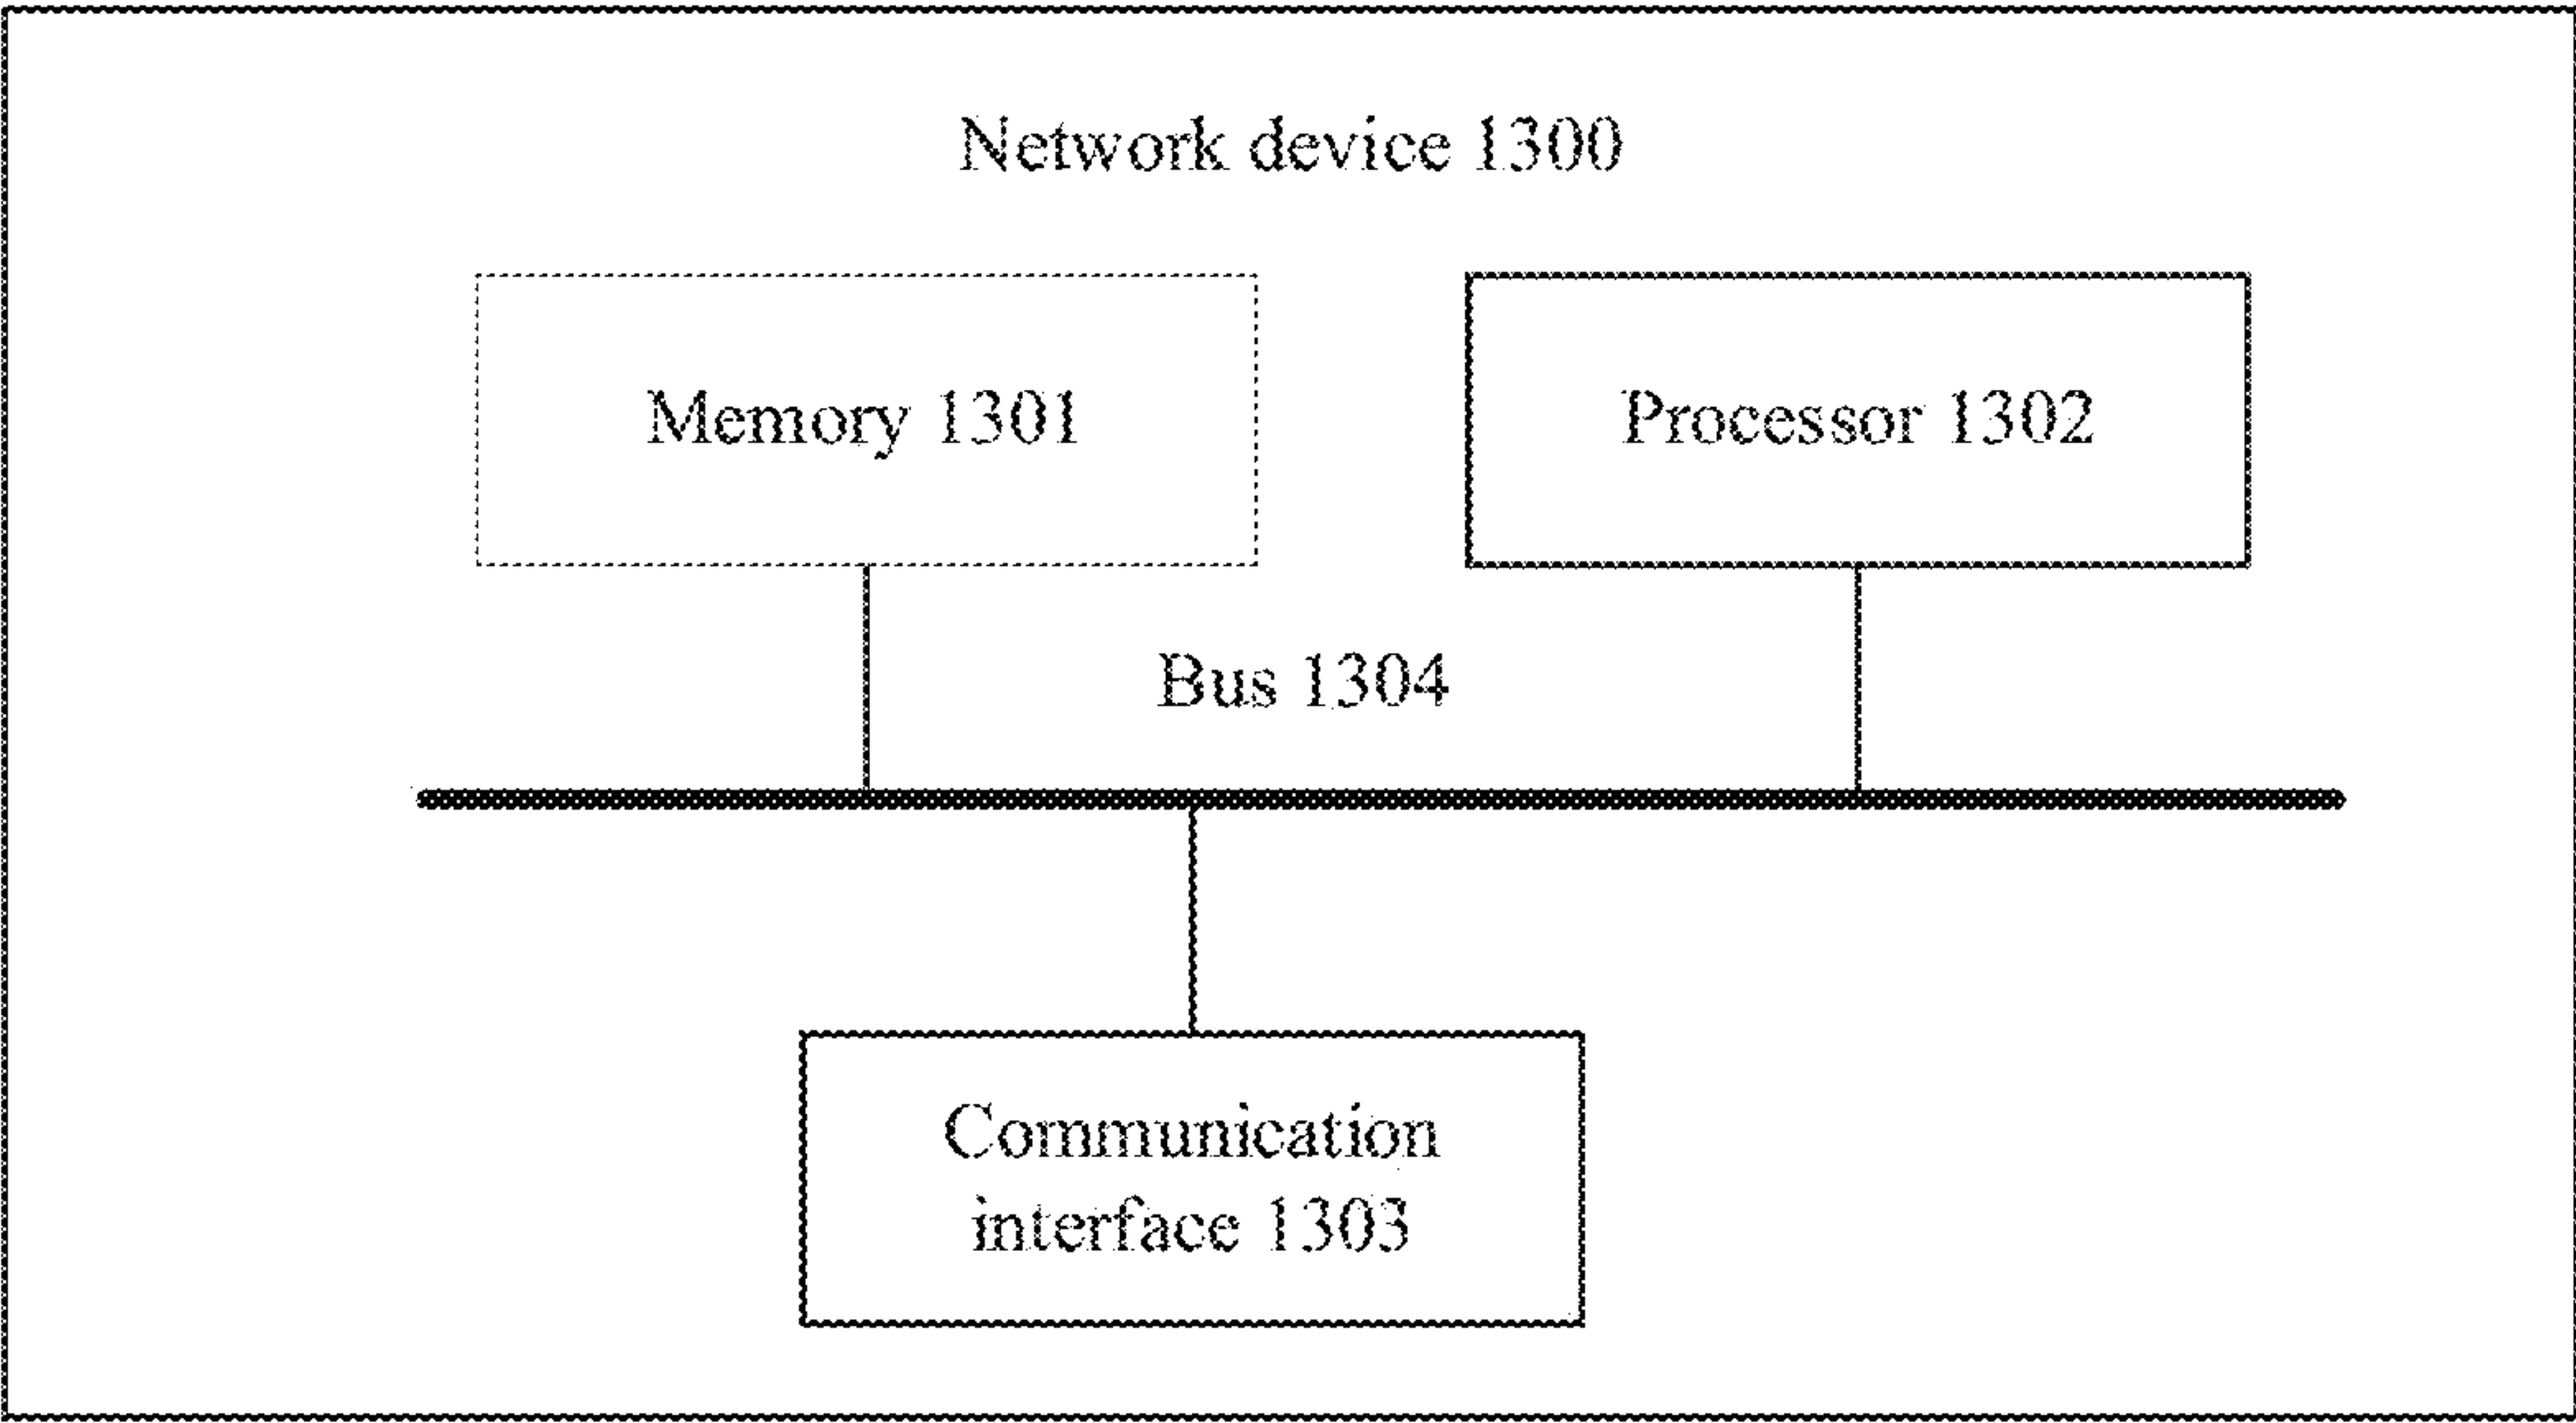 Network device 1300
Memory 1301
Processor 1302
Bus 1304
Communication
interface 1303